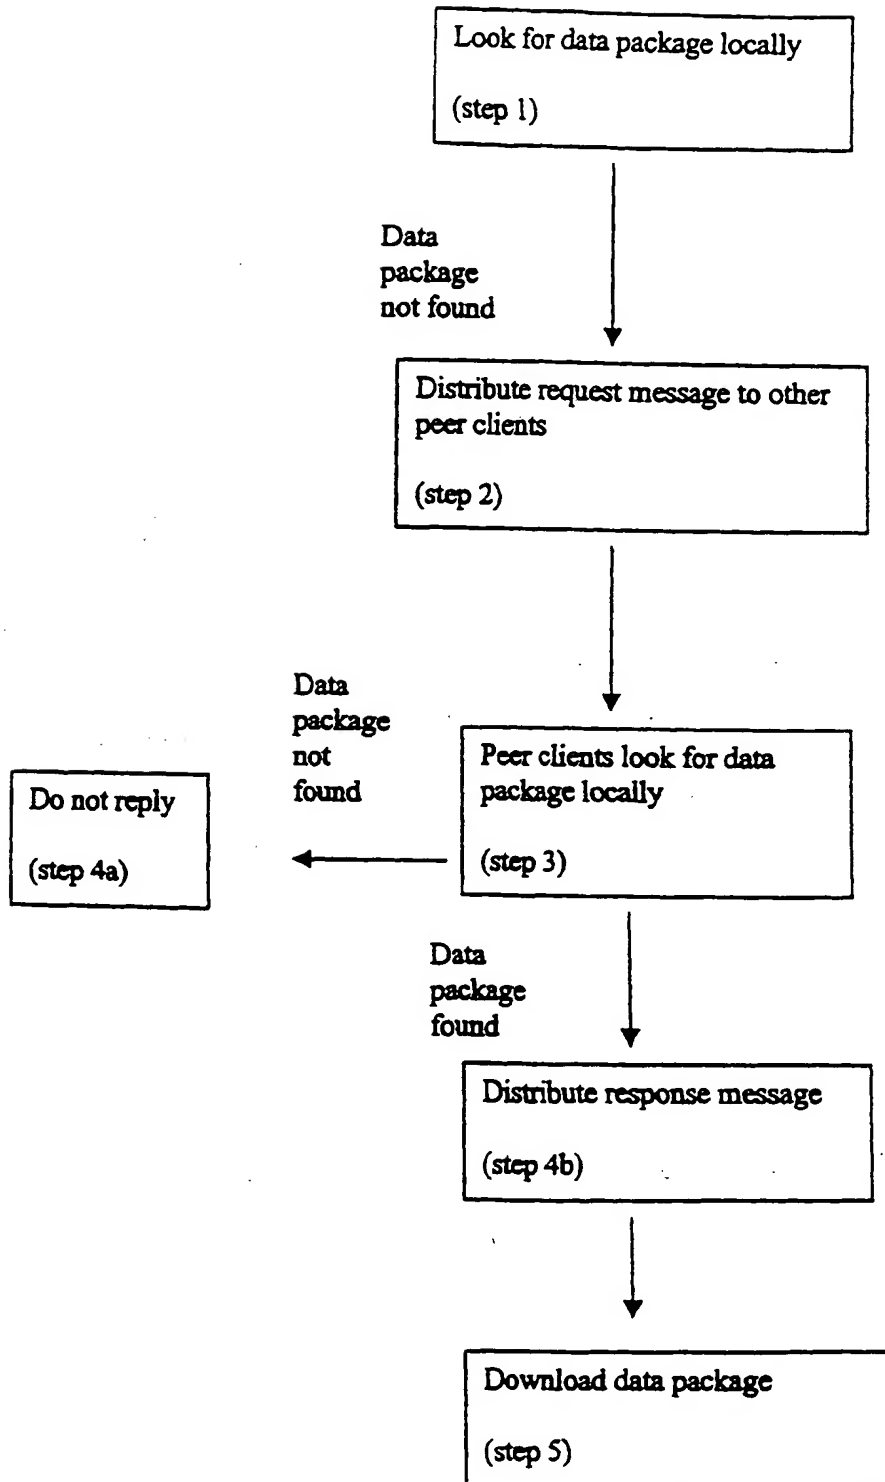 Look for data package locally
(step 1)
Data
package
not found
Distribute request message to other
peer clients
(step 2)
Data
package
not
found
Peer clients look for data
package locally
(step 3)
Do not reply
(step 4a)
Data
package
found
Distribute response message
(step 4b)
Download data package
(step 5)